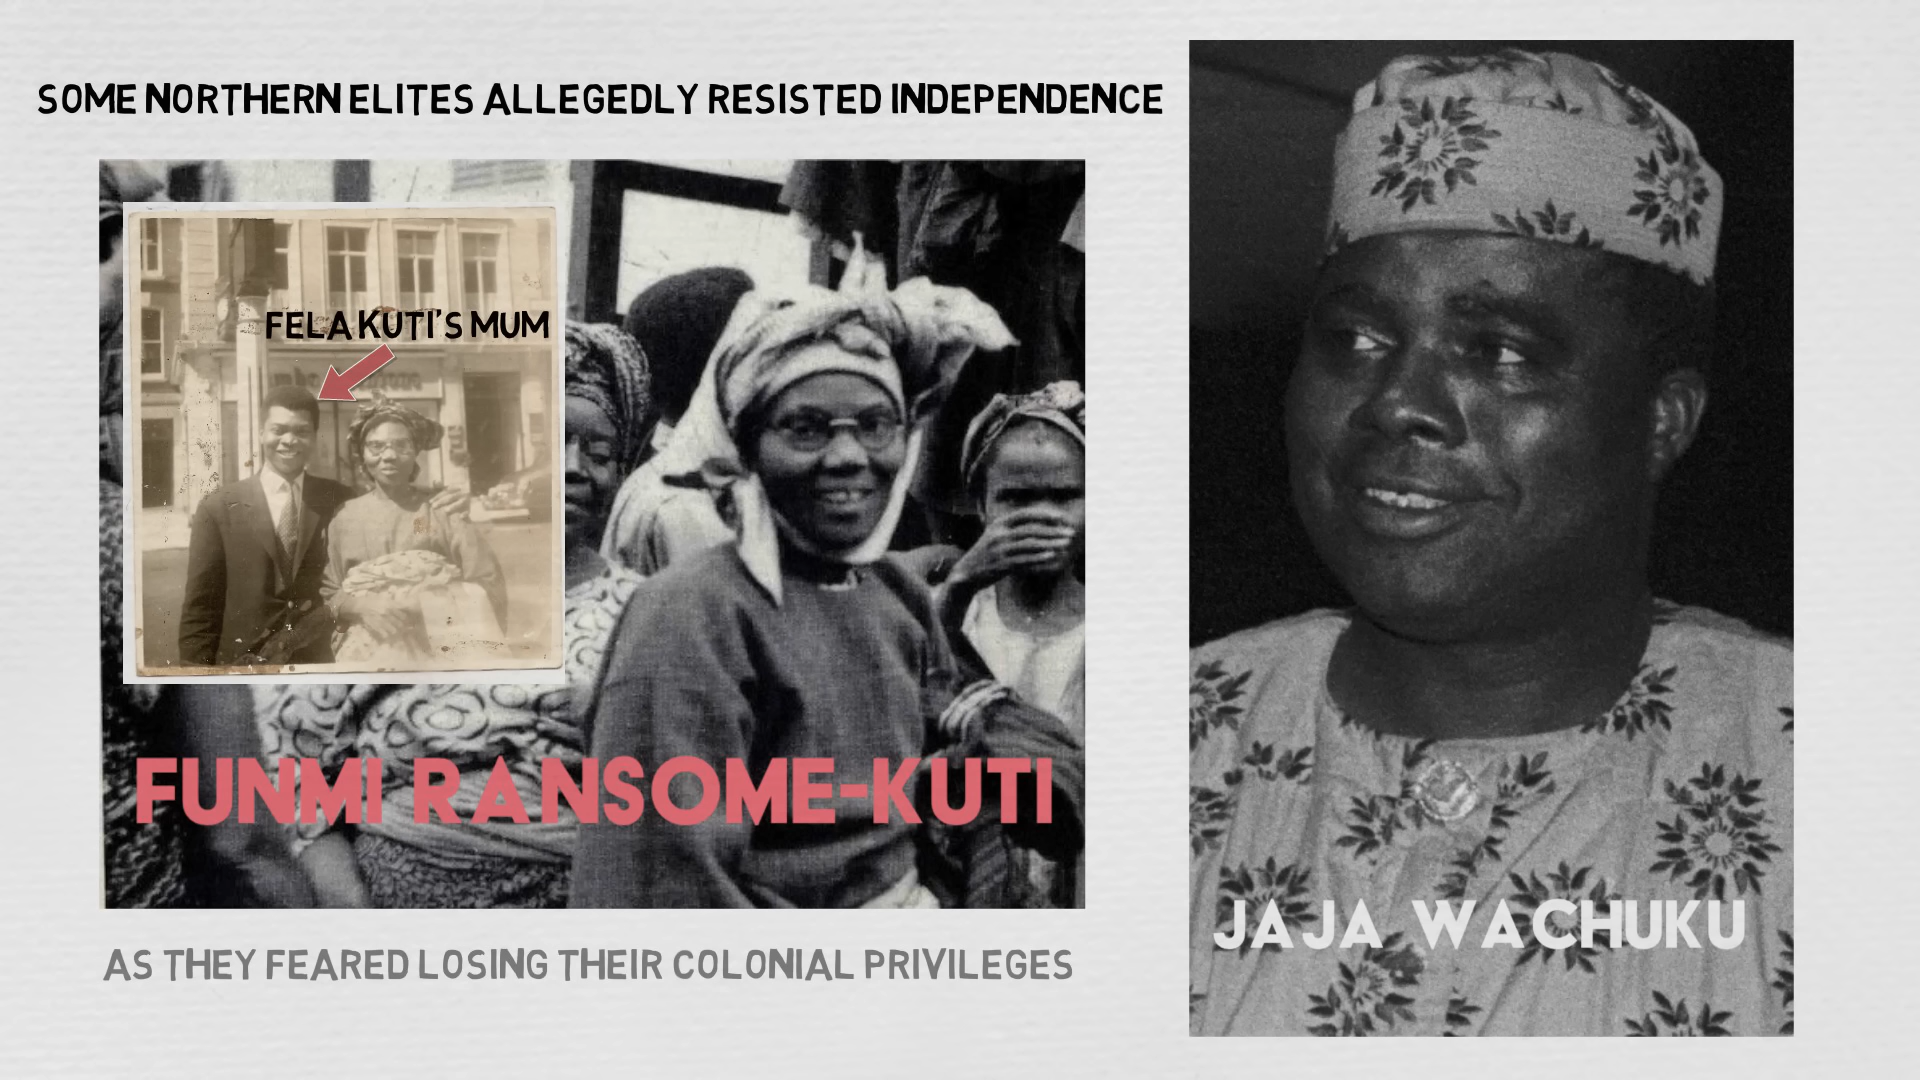 SOME NORTHERN ELITES ALLEGEDLY RESISTED INDEPENDENCE
FELA KUTI'S MUM
FUNMI RANSOME-KUTI
JAJA WACHUKU
AS THEY FEARED LOSING THEIR COLONIAL PRIVILEGES